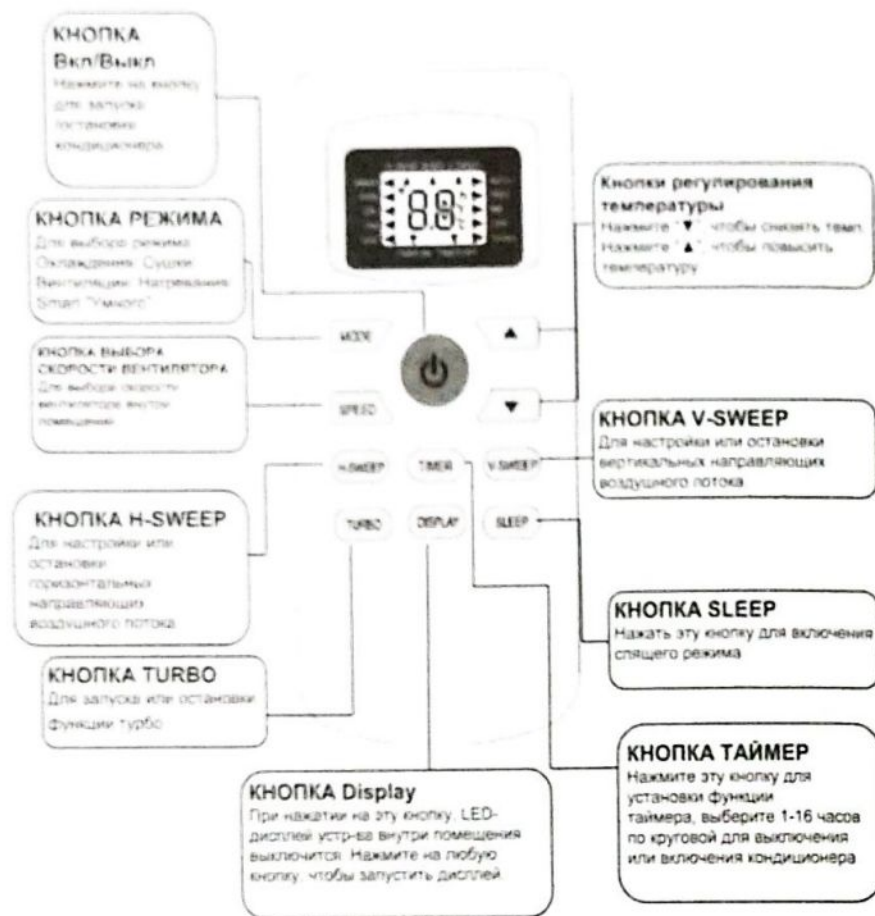 КНОПКА
Вкл/Выкл
Нажмите на кнопку
для запуска
/остановки
кондиционера
КНОПКА РЕЖИМА
Для выбора режима
Охлаждения, Сушки,
Вентиляции, Нагревания
Smart "Умного"
КНОПКА ВЫБОРА
СКОРОСТИ ВЕНТИЛЯТОРА
Для выбора скорости
вентилятора внутри
помещения
КНОПКА H-SWEEP
Для настройки или
остановки
горизонтальных
направляющих
воздушного потока
КНОПКА TURBO
Для запуска или остановки
функции турбо
КНОПКА Display
При нажатии на эту кнопку, LED-
дисплей устр-ва внутри помещения
выключится. Нажмите на любую
кнопку, чтобы запустить дисплей
8.8
MODE
▲
SPEED
▼
H-SWEEP TIMER V-SWEEP
TURBO DISPLAY SLEEP
Кнопки регулирования
температуры
Нажмите "▼", чтобы снизять темп.
Нажмите "▲", чтобы повысить
температуру
КНОПКА V-SWEEP
Для настройки или остановки
вертикальных направляющих
воздушного потока
КНОПКА SLEEP
Нажать эту кнопку для включения
спящего режима
КНОПКА ТАЙМЕР
Нажмите эту кнопку для
установки функции
таймера, выберите 1-16 часов
по круговой для выключения
или включения кондиционера